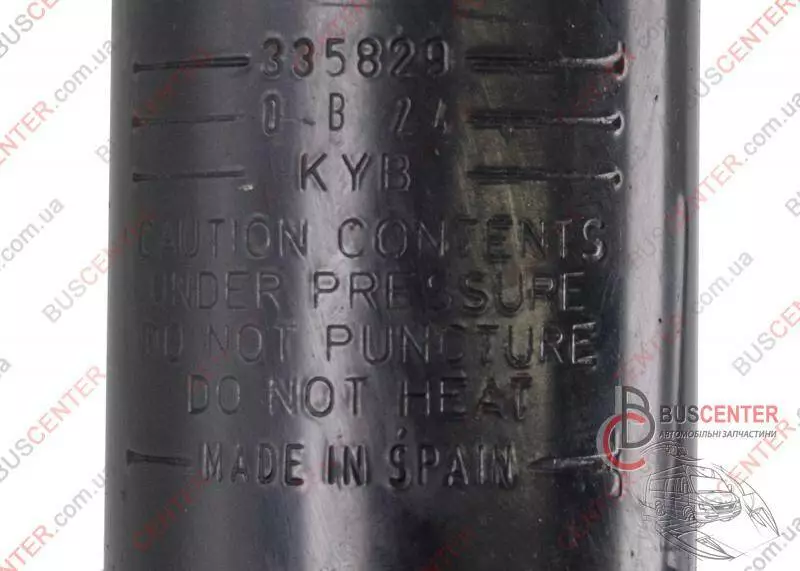 335829
0 B 24
KYB
CAUTION CONTENTS
UNDER PRESSURE
DO NOT PUNCTURE
DO NOT HEAT
MADE IN SPAIN
BUSCENTER
АВТОМОБІЛЬНІ ЗАПЧАСТИНИ
BUSCENTER.com.ua